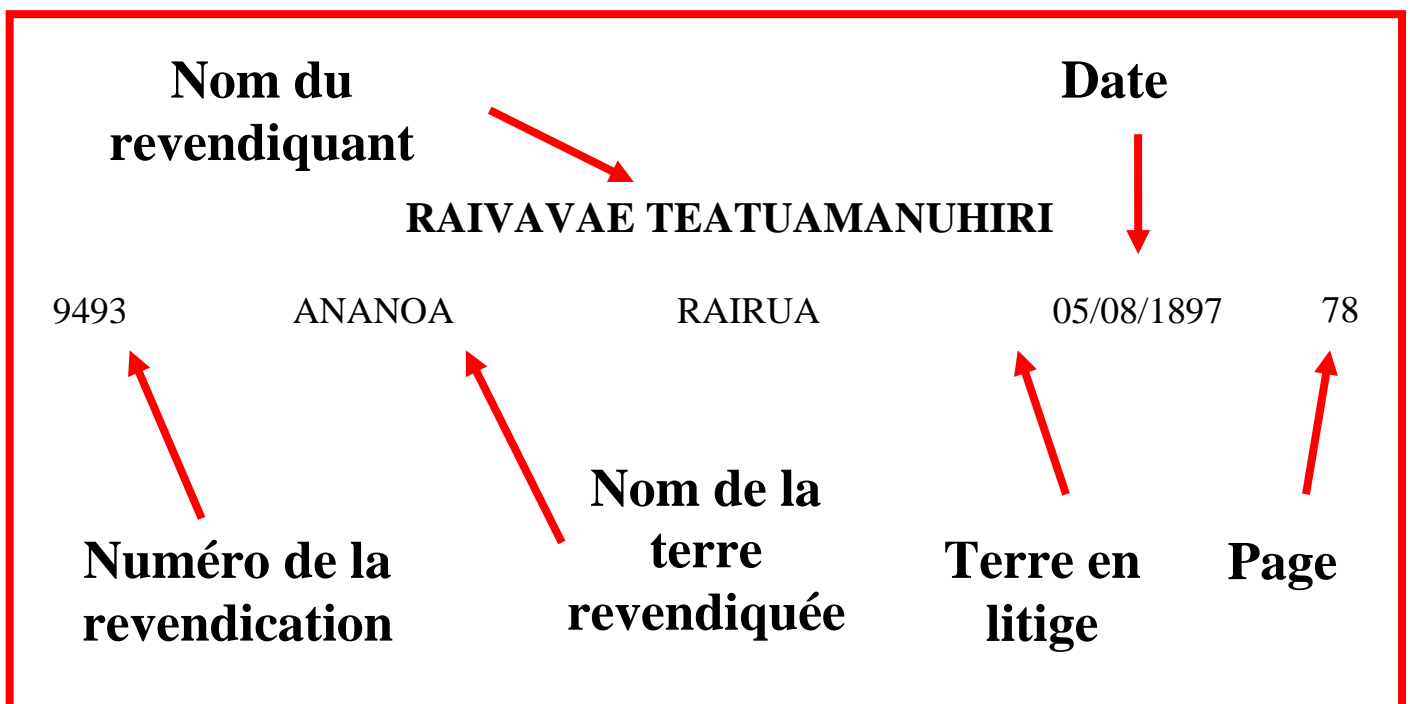 Nom du
revendiquant
Date
RAIVAVAE TEATUAMANUHIRI
9493 ANANOA RAIRUA 05/08/1897 78
Numéro de la
revendication
Nom de la
terre
revendiquée
Terre en
litige
Page